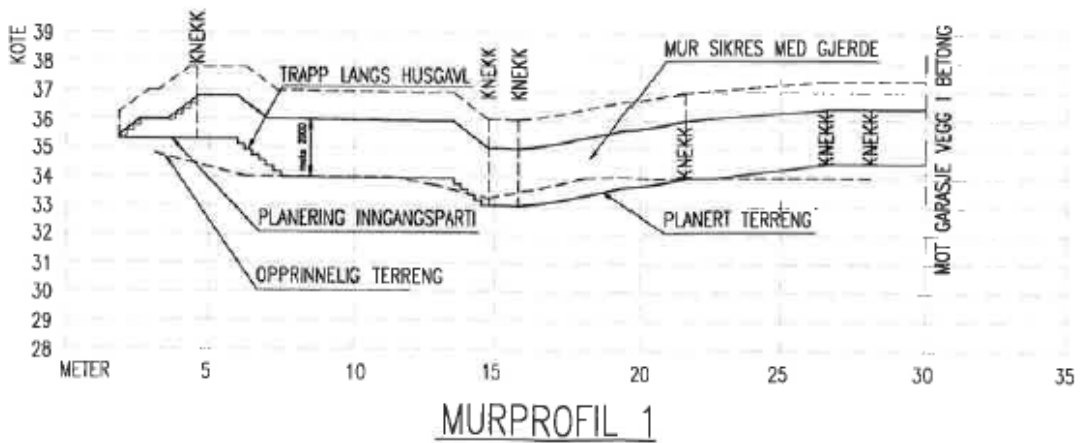 KOTE
39
38
37
36
35
34
33
32
31
30
29
28
KNEKK
TRAPP LANGS HUSGAVL
KNEKK
KNEKK
MUR SIKRES MED GJERDE
KNEKK
KNEKK
KNEKK
MOT GARASJE VEGG I BETONG
maks 2000
PLANERING INNGANGSPARTI
OPPRINNELIG TERRENG
PLANERT TERRENG
METER 5 10 15 20 25 30 35
MURPROFIL 1